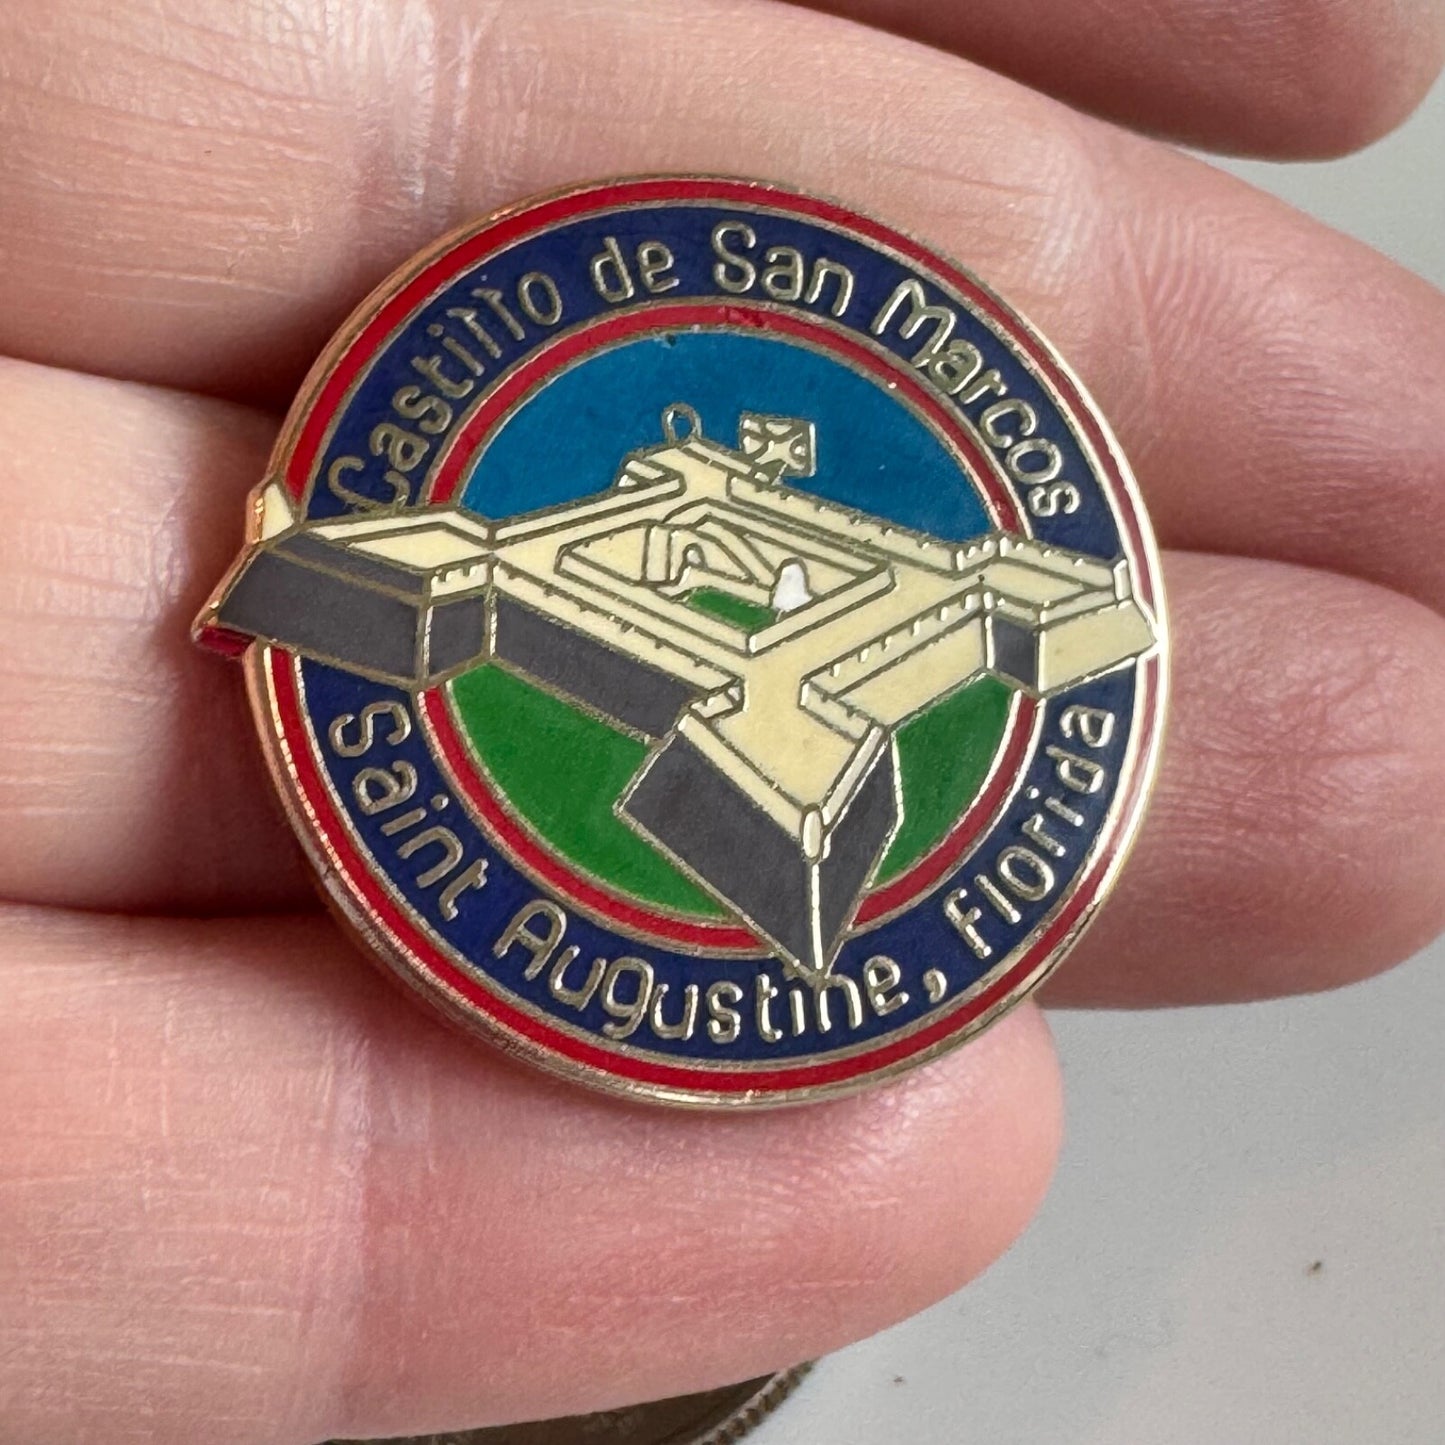 Castillo de San Marcos
Saint Augustine, Florida